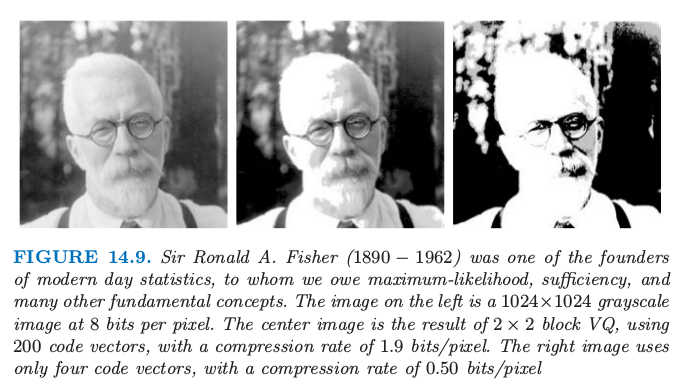 FIGURE 14.9. Sir Ronald A. Fisher (1890 − 1962) was one of the founders
of modern day statistics, to whom we owe maximum-likelihood, sufficiency, and
many other fundamental concepts. The image on the left is a 1024×1024 grayscale
image at 8 bits per pixel. The center image is the result of 2 × 2 block VQ, using
200 code vectors, with a compression rate of 1.9 bits/pixel. The right image uses
only four code vectors, with a compression rate of 0.50 bits/pixel